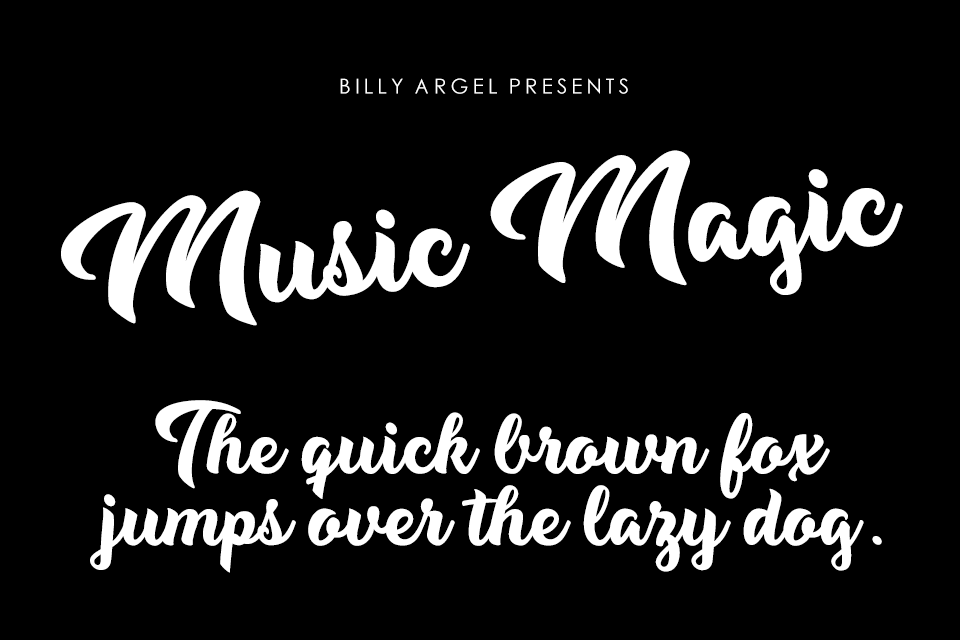 BILLY ARGEL PRESENTS
Music Magic
The quick brown fox
jumps over the lazy dog.